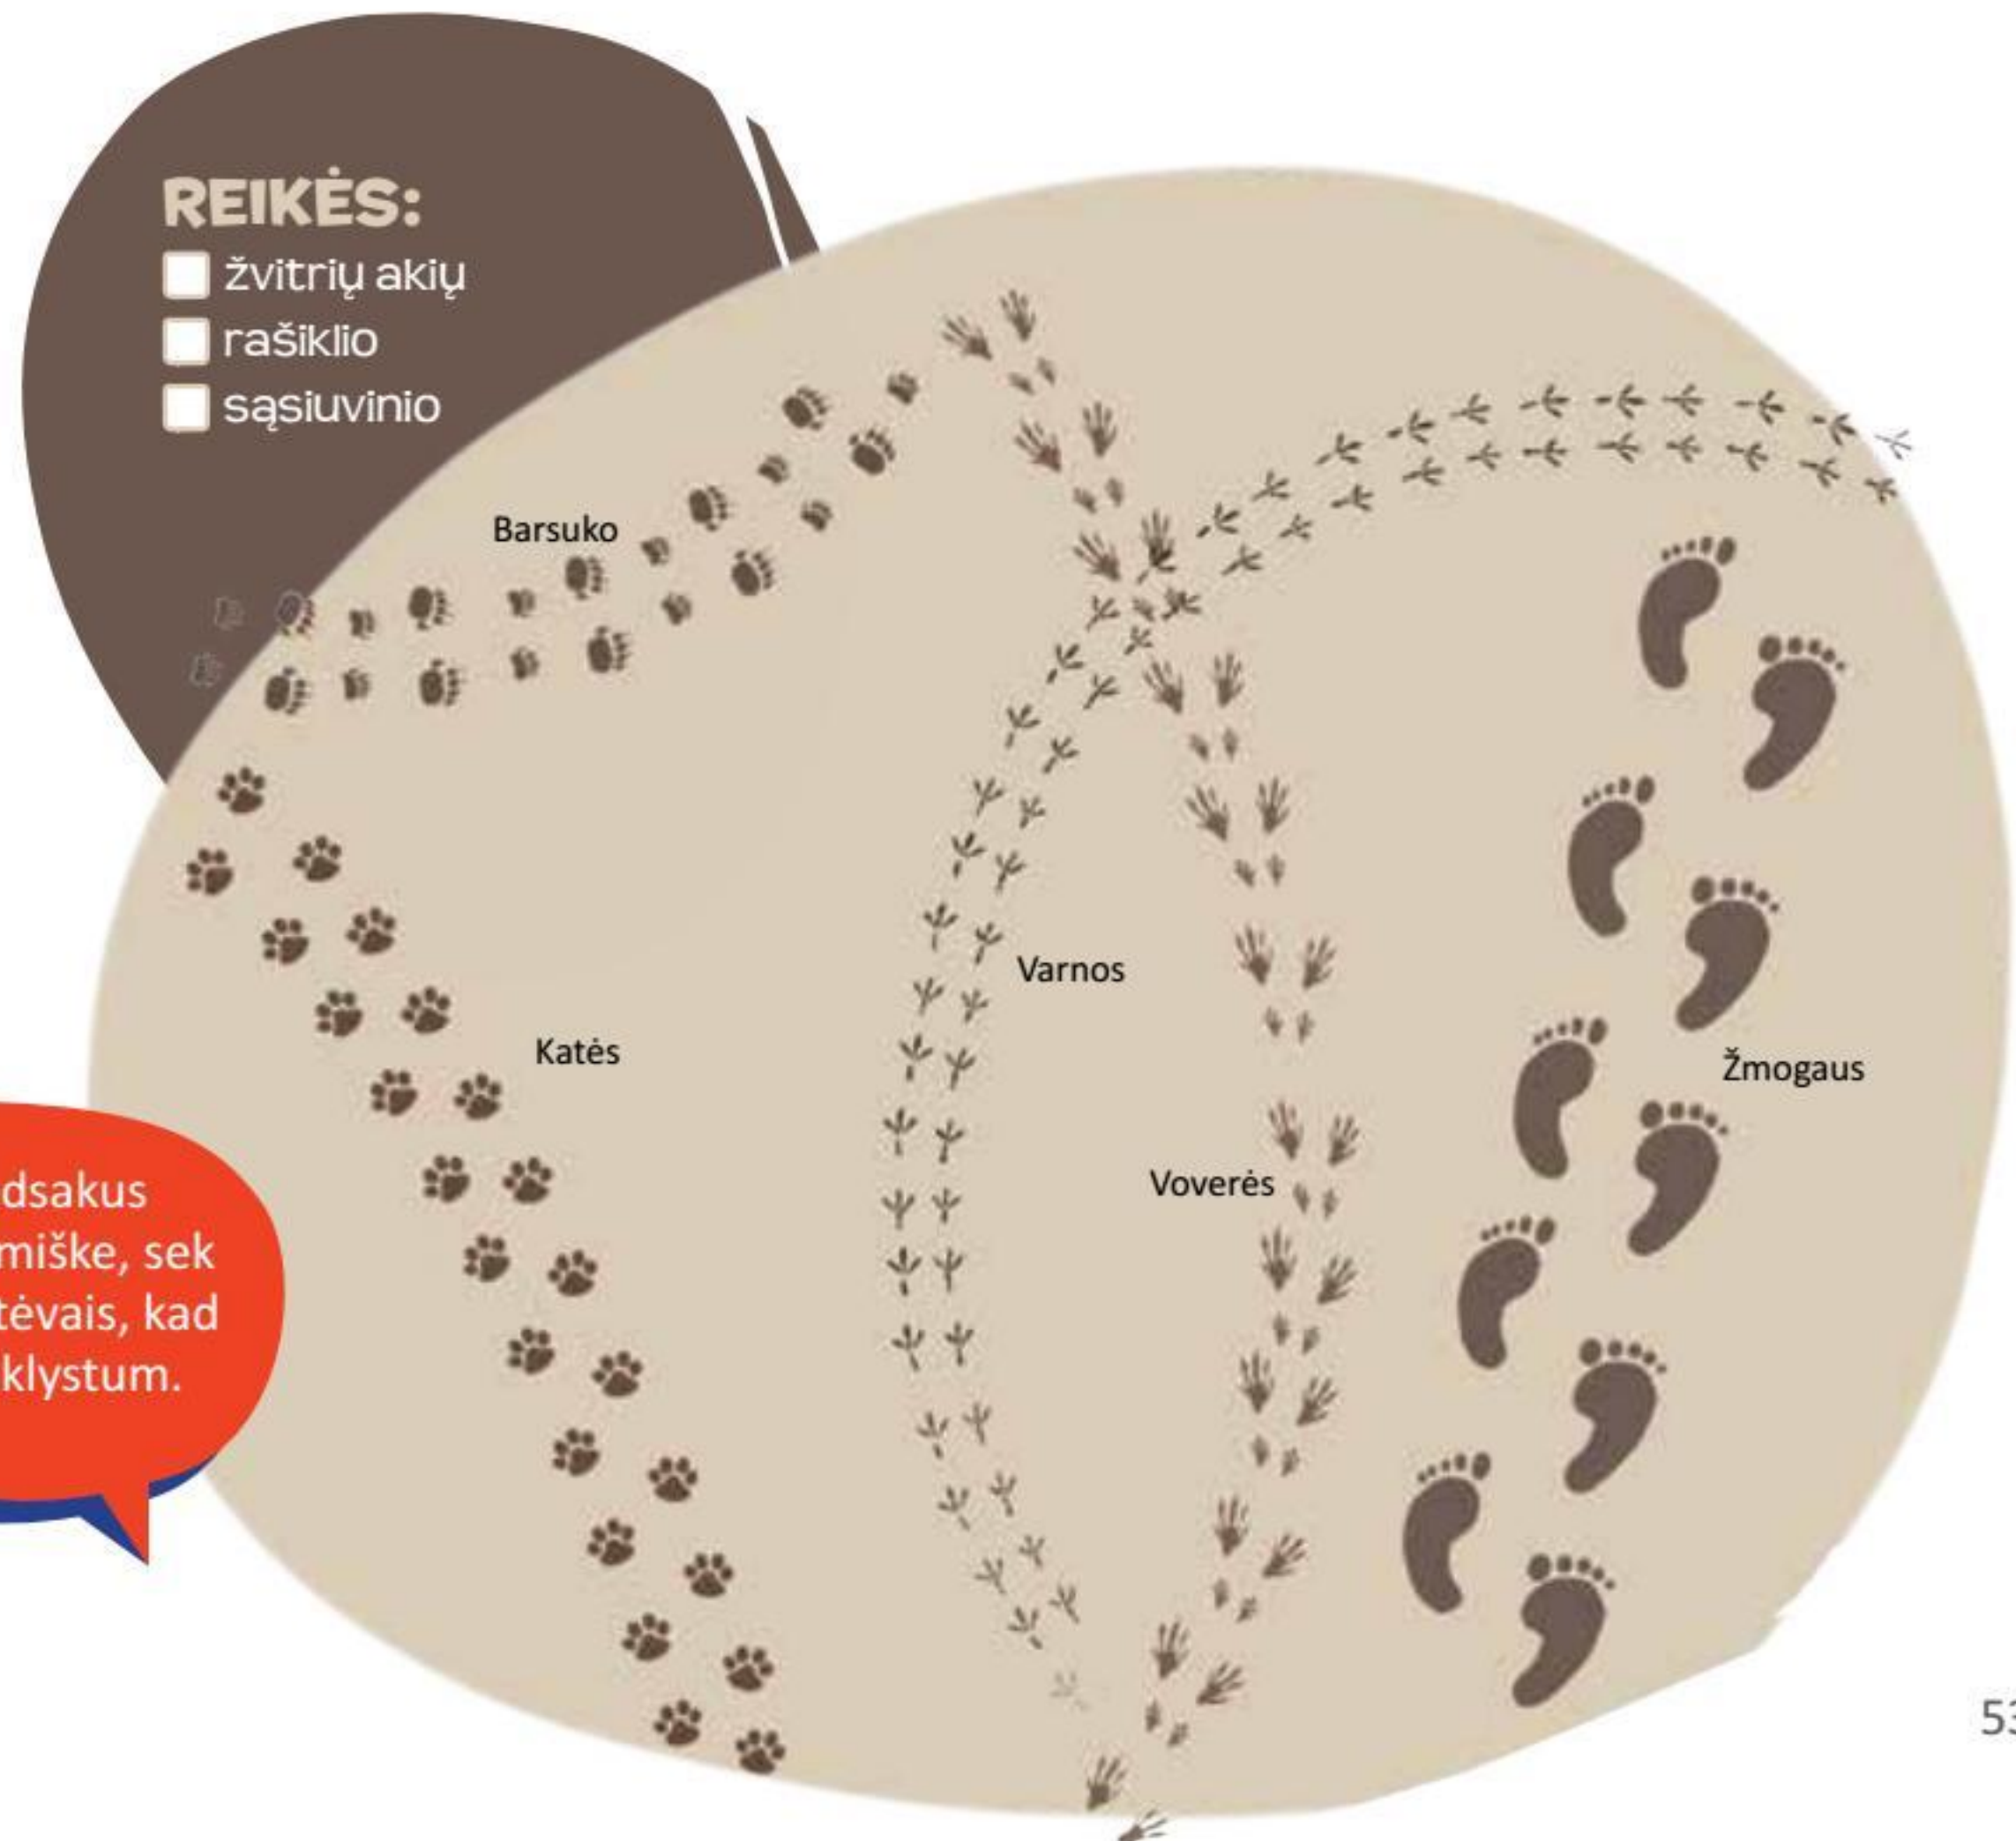 REIKĖS:
žvitrių akių
rašiklio
sąsiuvinio
Barsuko
Varnos
Katės
Žmogaus
Voverės
dsakus
miške, sek
tėvais, kad
klystum.
53